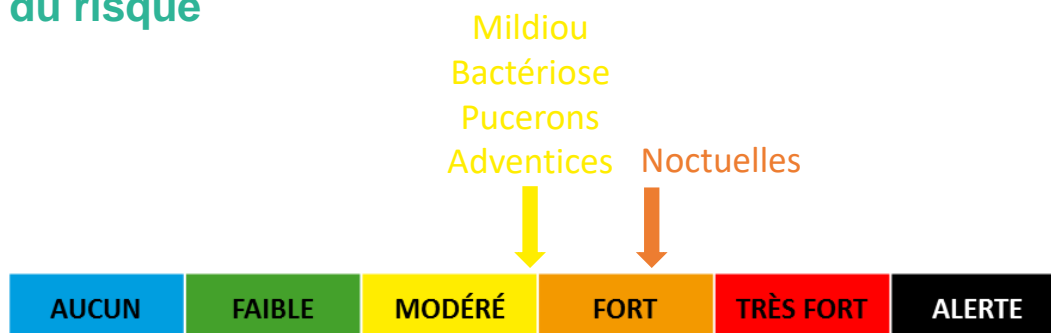 du risque
Mildiou
Bactériose
Pucerons
Adventices
Noctuelles
AUCUN
FAIBLE
MODÉRÉ
FORT
TRÈS FORT
ALERTE